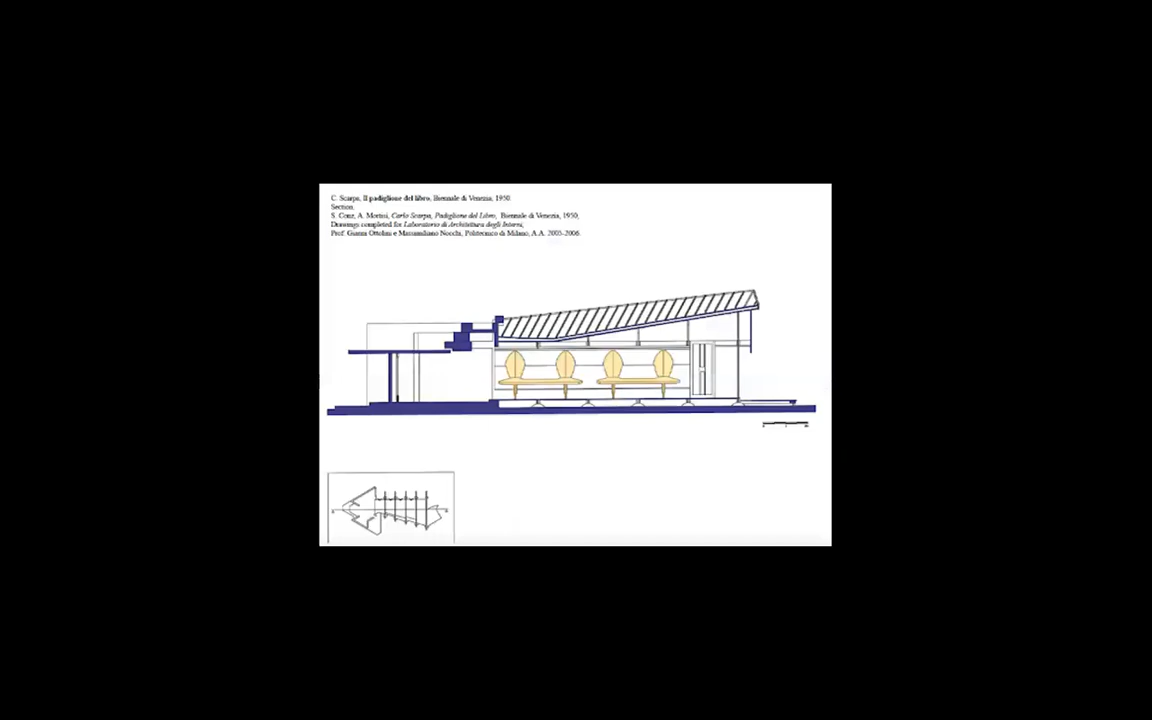 C. Scarpa, Il padiglione del libro, Biennale di Venezia, 1950.
Section.
S. Conz, A. Morini, Carlo Scarpa, Padiglione del Libro, Biennale di Venezia, 1950,
Drawings completed for Laboratorio di Architettura degli Interni,
Prof. Gianni Ottolini e Massimiliano Nocchi, Politecnico di Milano, A.A. 2005-2006.